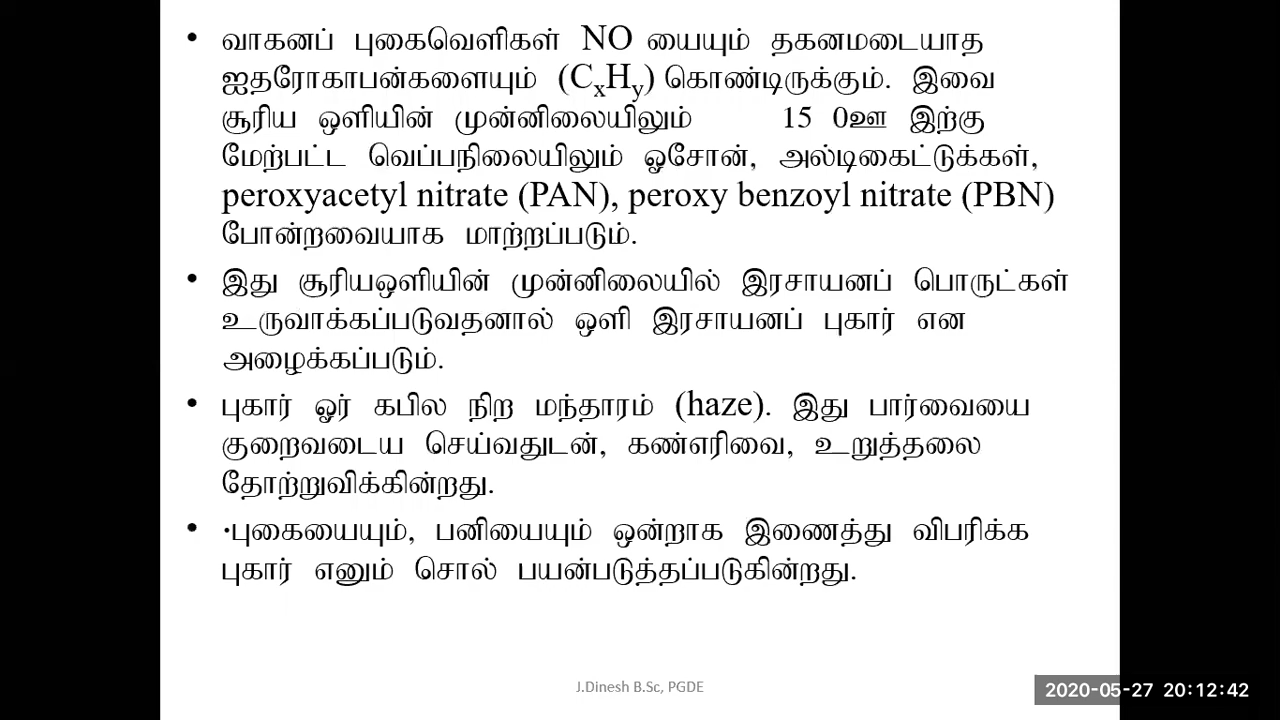 • வாகனப் புகைவெளிகள் NO யையும் தகனமடையாத
ஐதரோகாபன்களையும் (CxHy) கொண்டிருக்கும். இவை
சூரிய ஒளியின் முன்னிலையிலும் 15 0ஊ இற்கு
மேற்பட்ட வெப்பநிலையிலும் ஓசோன், அல்டிகைட்டுக்கள்,
peroxyacetyl nitrate (PAN), peroxy benzoyl nitrate (PBN)
போன்றவையாக மாற்றப்படும்.
• இது சூரியஒளியின் முன்னிலையில் இரசாயனப் பொருட்கள்
உருவாக்கப்படுவதனால் ஒளி இரசாயனப் புகார் என
அழைக்கப்படும்.
• புகார் ஓர் கபில நிற மந்தாரம் (haze). இது பார்வையை
குறைவடைய செய்வதுடன், கண்எரிவை, உறுத்தலை
தோற்றுவிக்கின்றது.
• ·புகையையும், பனியையும் ஒன்றாக இணைத்து விபரிக்க
புகார் எனும் சொல் பயன்படுத்தப்படுகின்றது.
J.Dinesh B.Sc, PGDE
2020-05-27 20:12:42